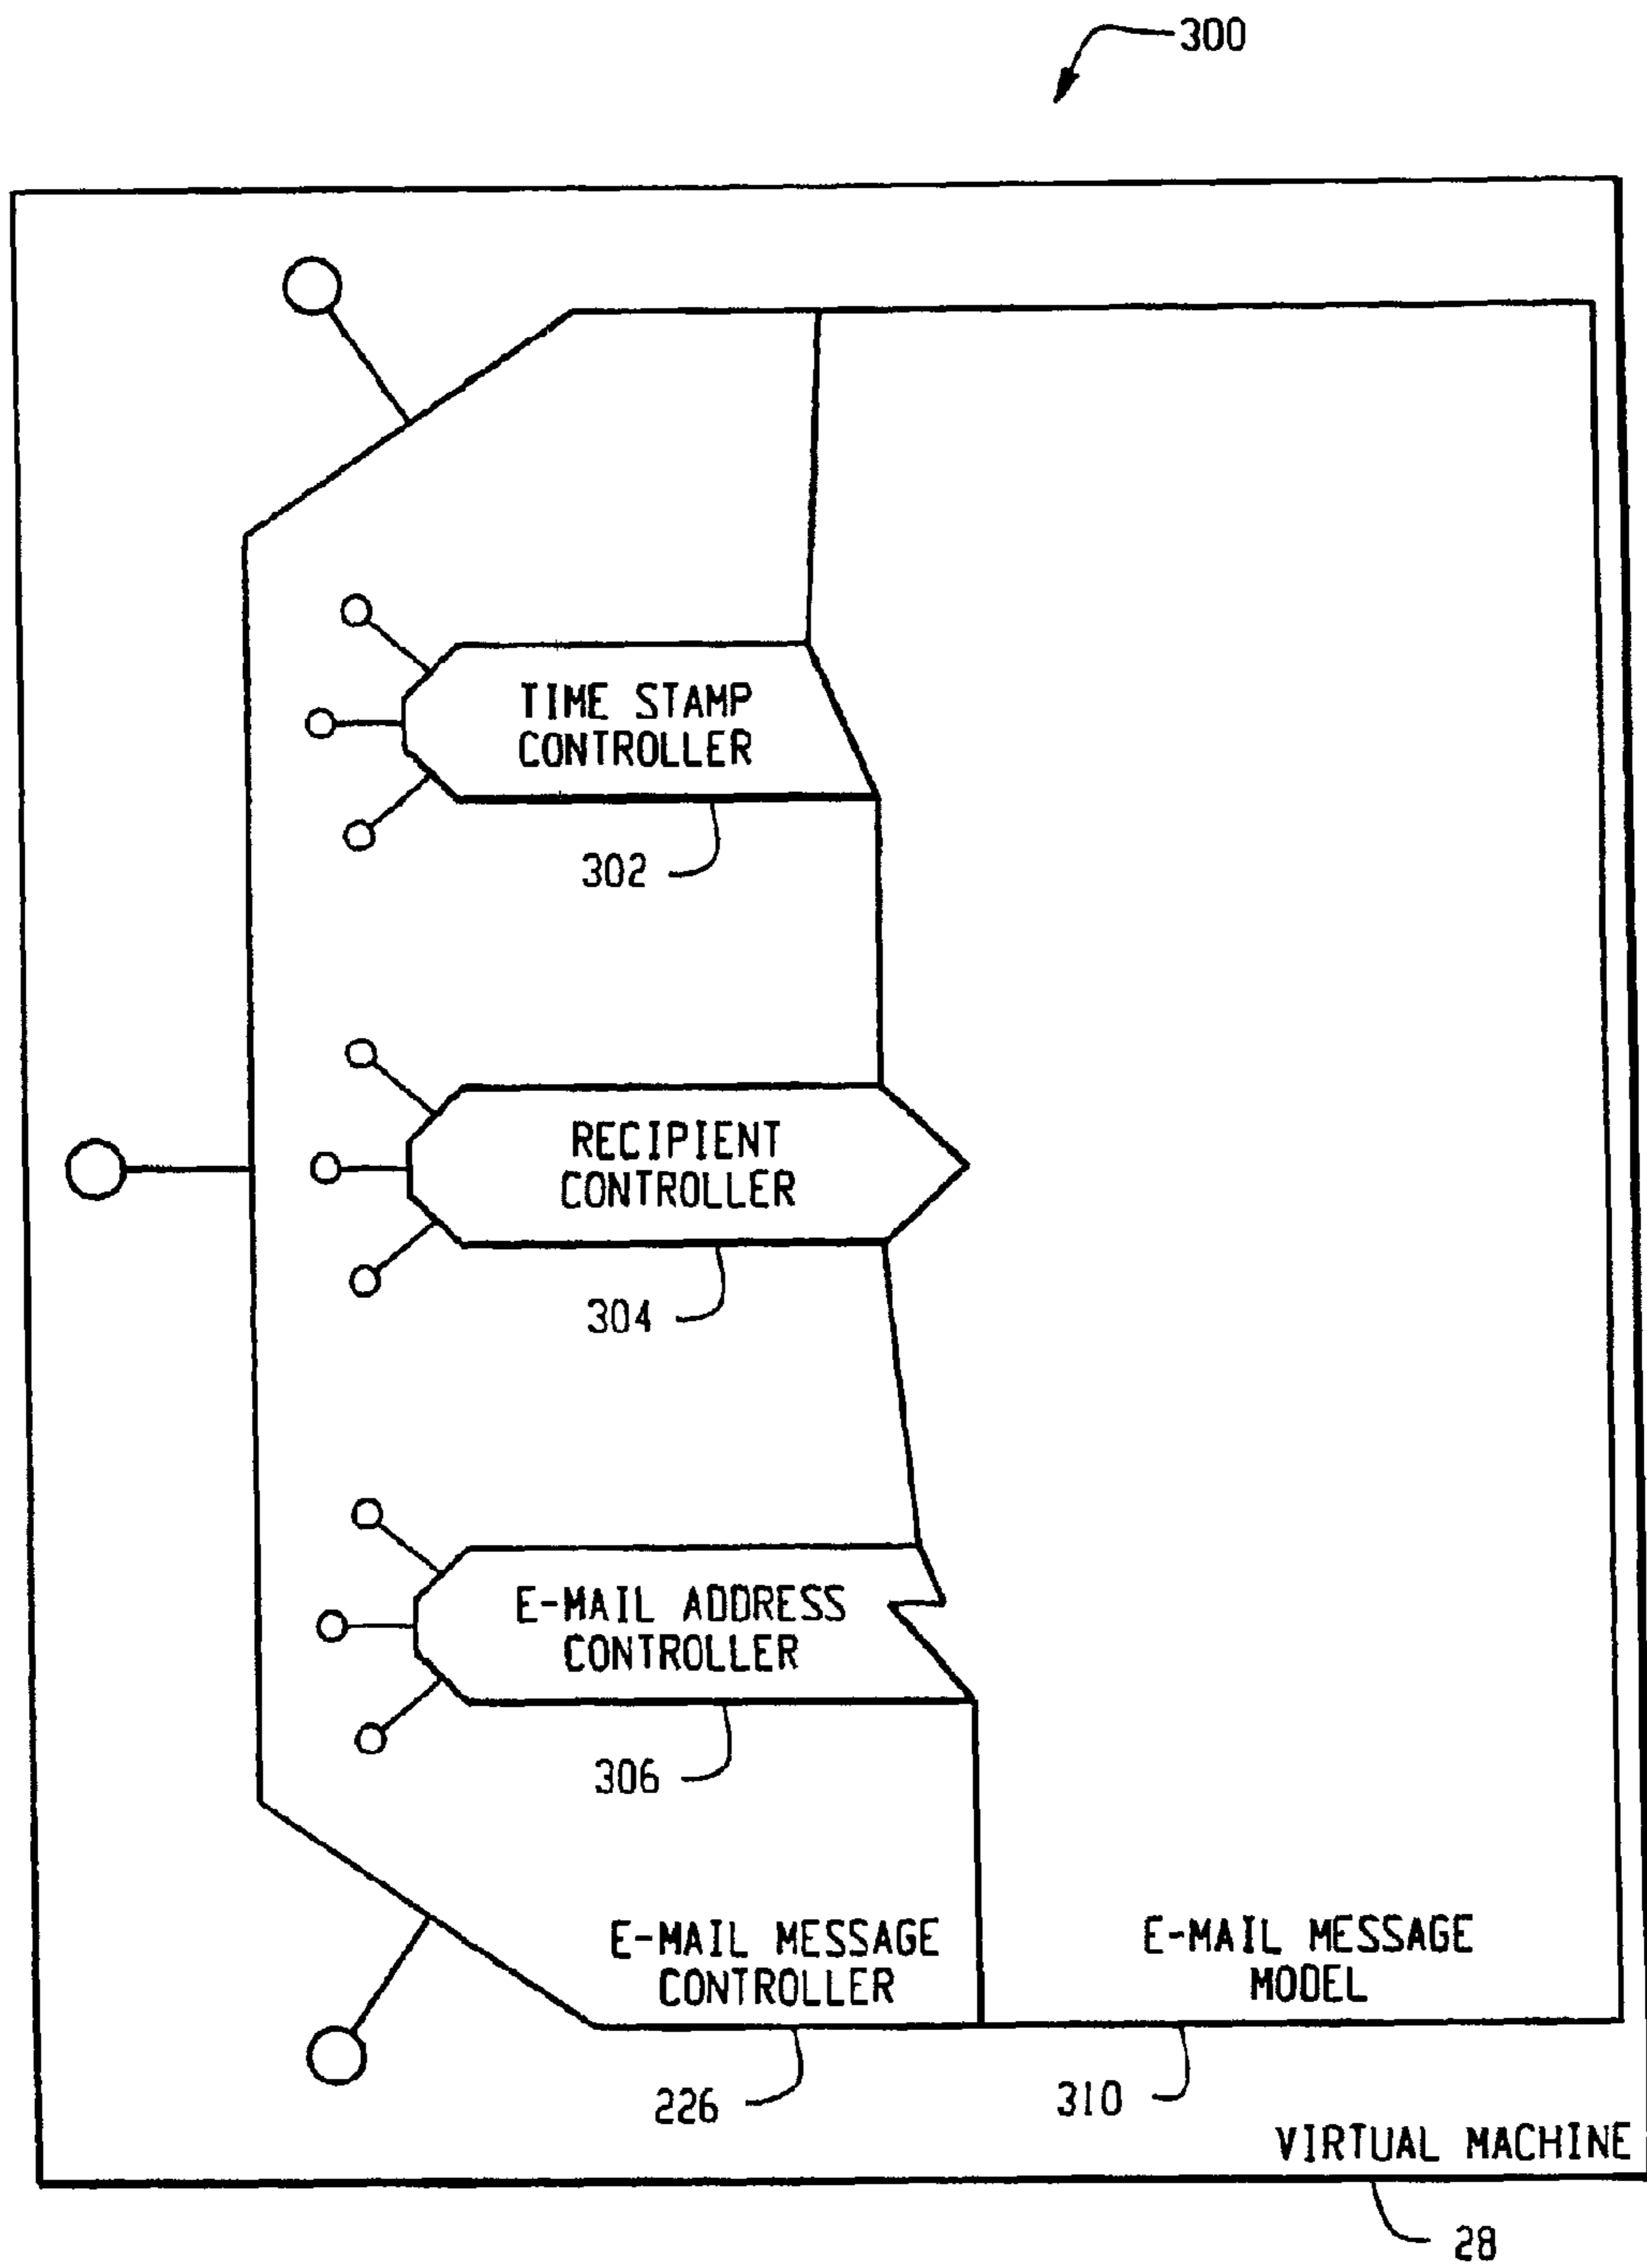 300
TIME STAMP
CONTROLLER
302
RECIPIENT
CONTROLLER
304
E-MAIL ADDRESS
CONTROLLER
306
E-MAIL MESSAGE
CONTROLLER
E-MAIL MESSAGE
MODEL
226
310
VIRTUAL MACHINE
28